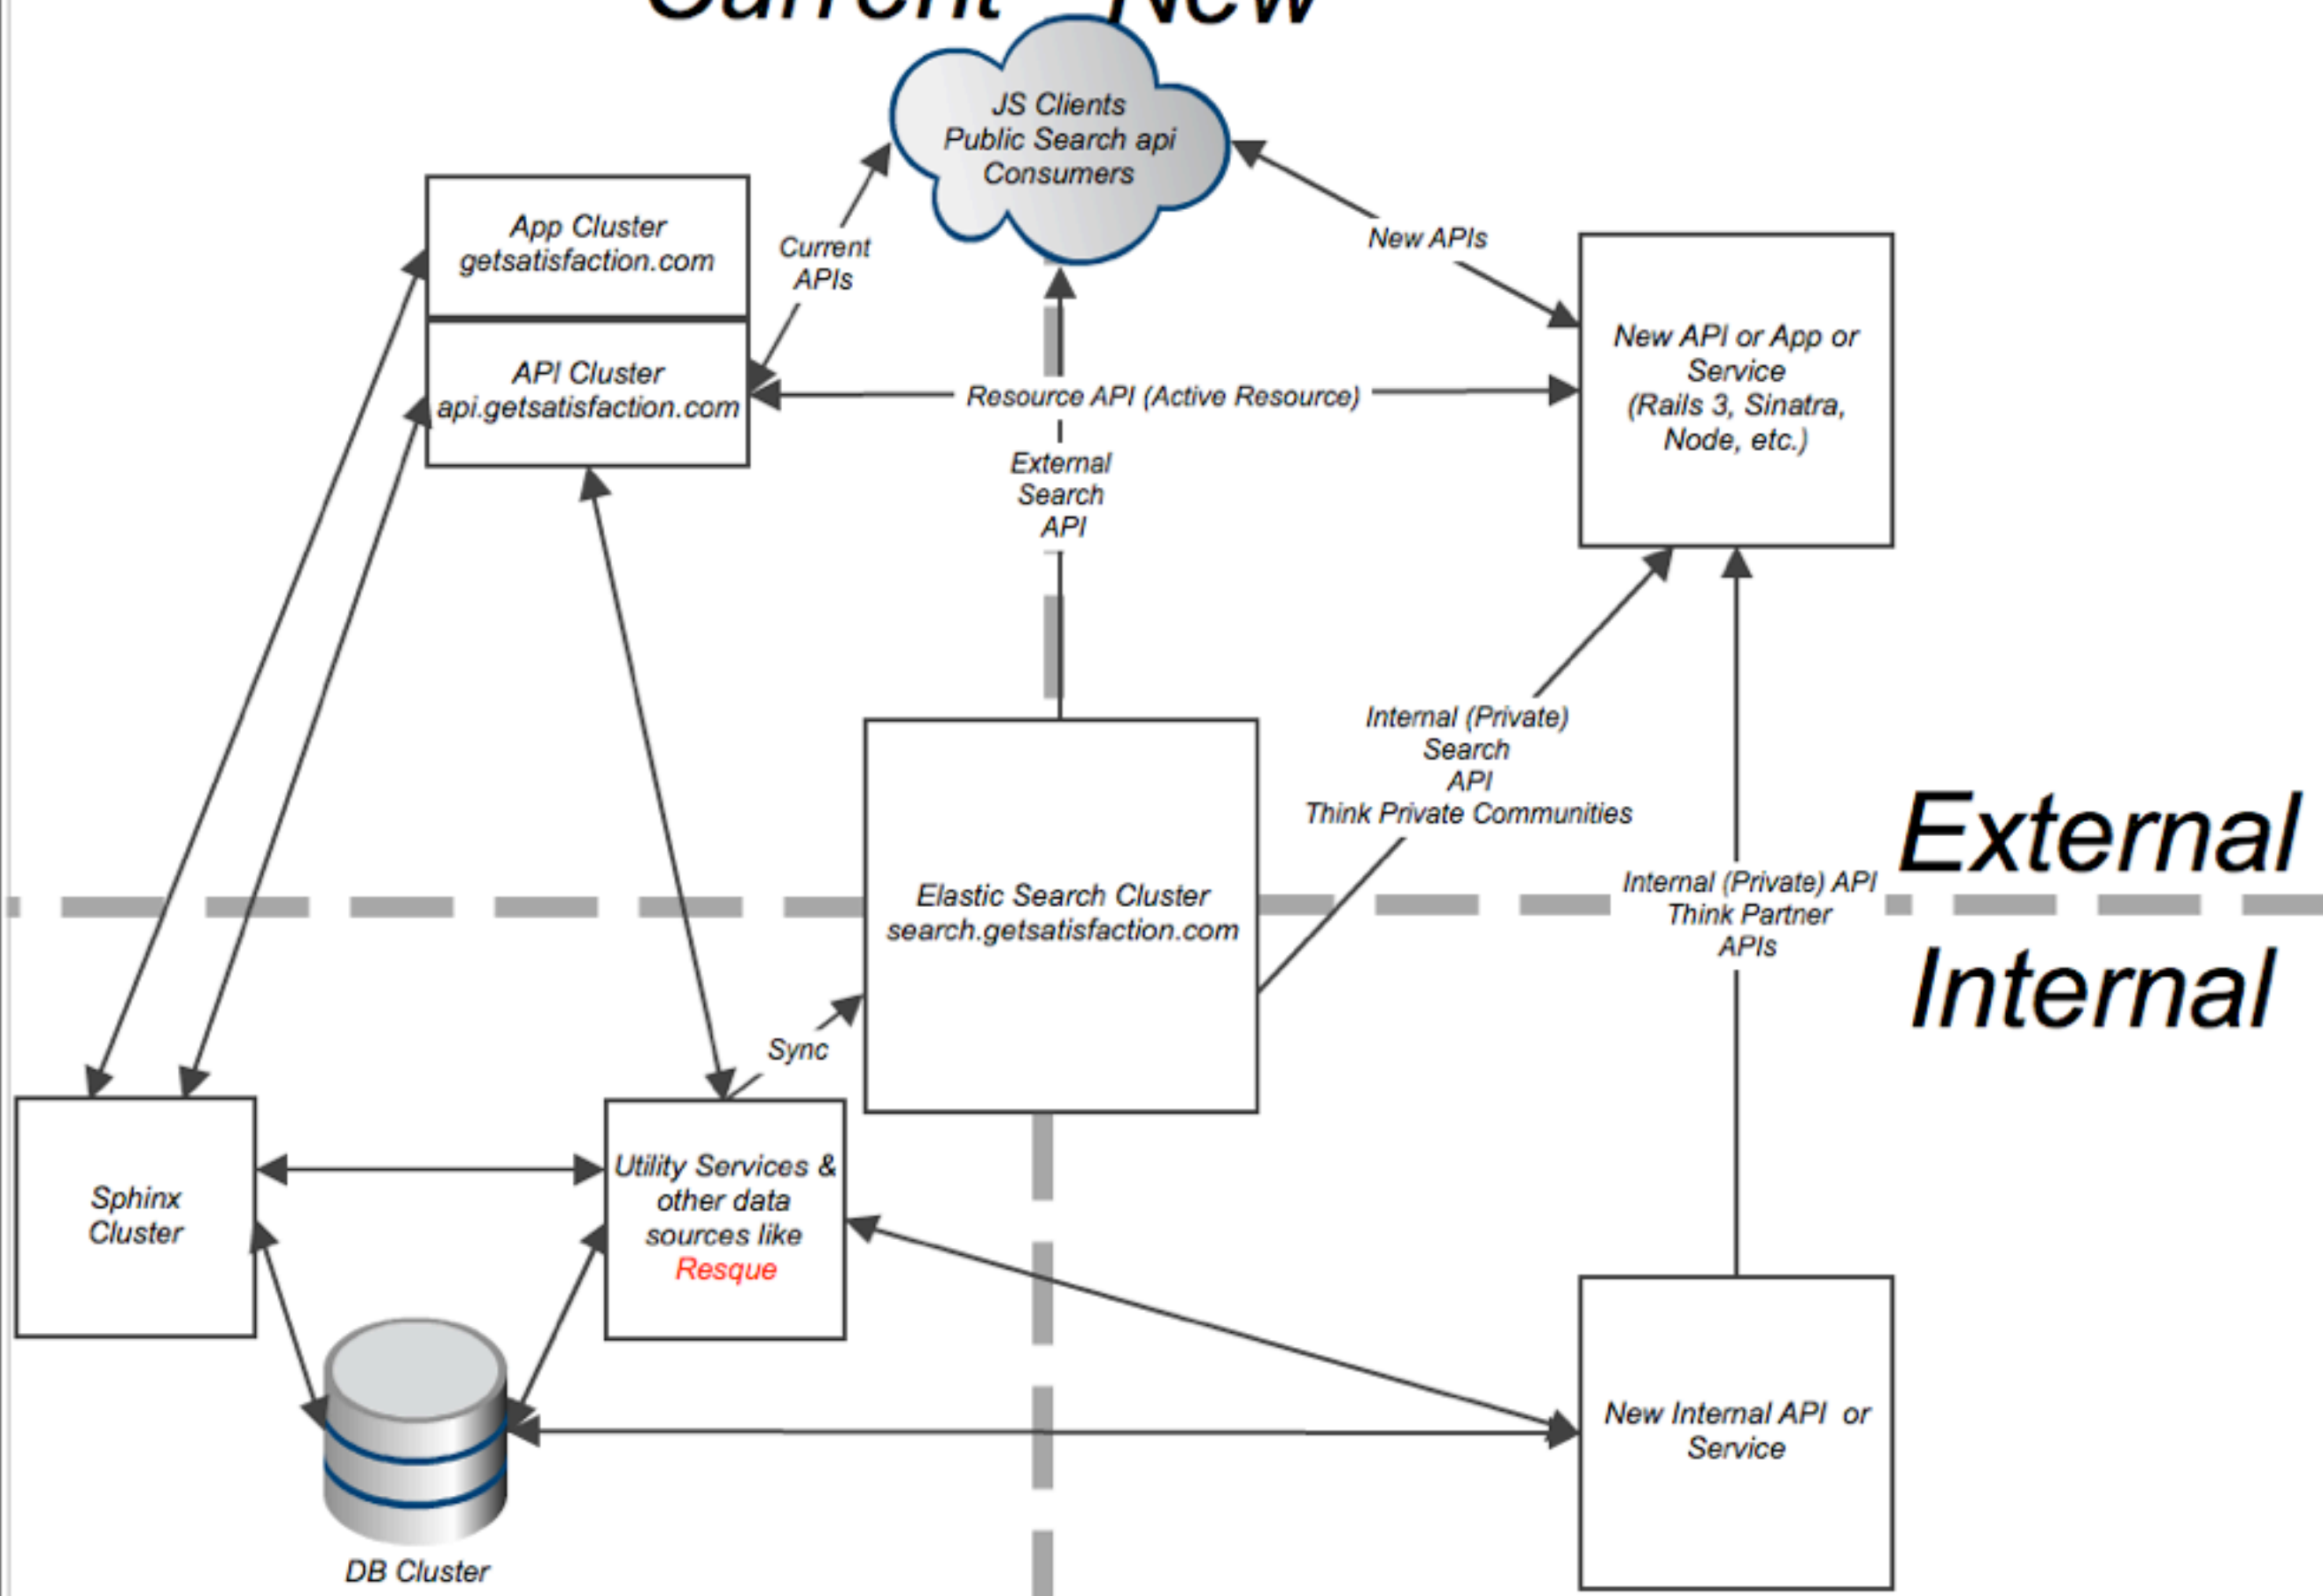 Current New
JS Clients
Public Search api
Consumers
App Cluster
getsatisfaction.com
Current
APIs
New APIs
API Cluster
api.getsatisfaction.com
Resource API (Active Resource)
New API or App or
Service
(Rails 3, Sinatra,
Node, etc.)
External
Search
API
Internal (Private)
Search
API
Think Private Communities
External
Internal (Private) API
Think Partner
APIs
Internal
Elastic Search Cluster
search.getsatisfaction.com
Sync
Sphinx
Cluster
Utility Services &
other data
sources like
Resque
New Internal API or
Service
DB Cluster